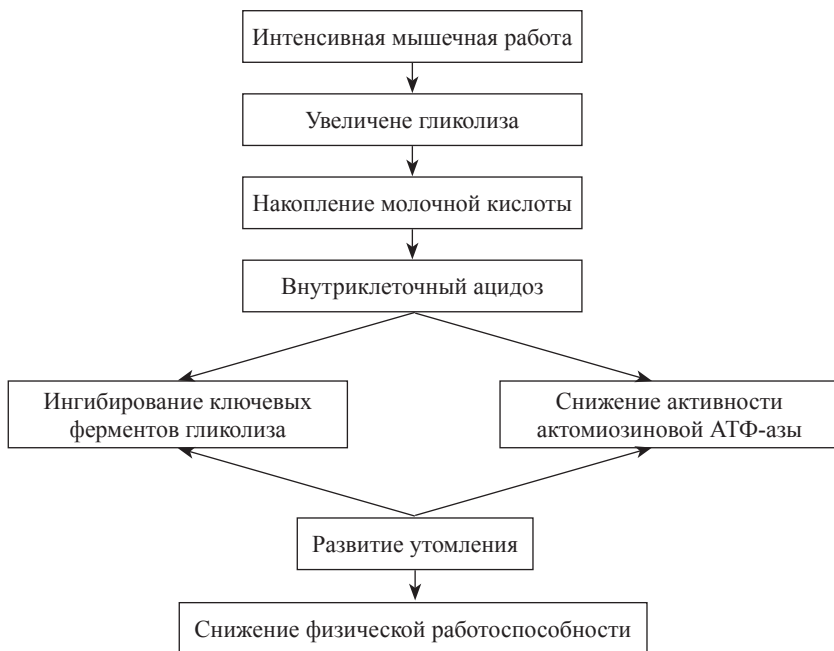 Интенсивная мышечная работа
Увеличене гликолиза
Накопление молочной кислоты
Внутриклеточный ацидоз
Ингибирование ключевых
ферментов гликолиза
Снижение активности
актомиозиновой АТФ-азы
Развитие утомления
Снижение физической работоспособности